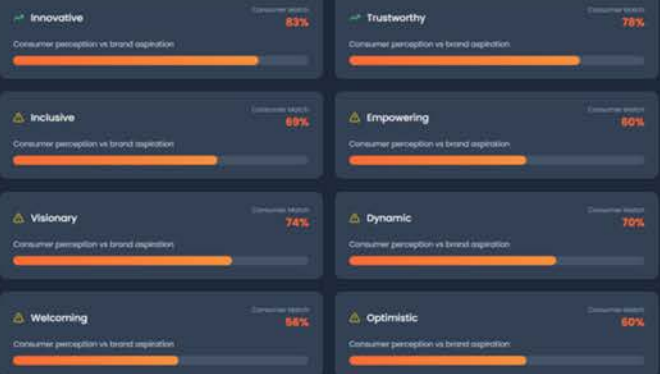 Innovative
Consumer Match
83%
Consumer perception vs brand aspiration
Trustworthy
Consumer Match
78%
Consumer perception vs brand aspiration
Inclusive
Consumer Match
69%
Consumer perception vs brand aspiration
Empowering
Consumer Match
60%
Consumer perception vs brand aspiration
Visionary
Consumer Match
74%
Consumer perception vs brand aspiration
Dynamic
Consumer Match
70%
Consumer perception vs brand aspiration
Welcoming
Consumer Match
56%
Consumer perception vs brand aspiration
Optimistic
Consumer Match
60%
Consumer perception vs brand aspiration